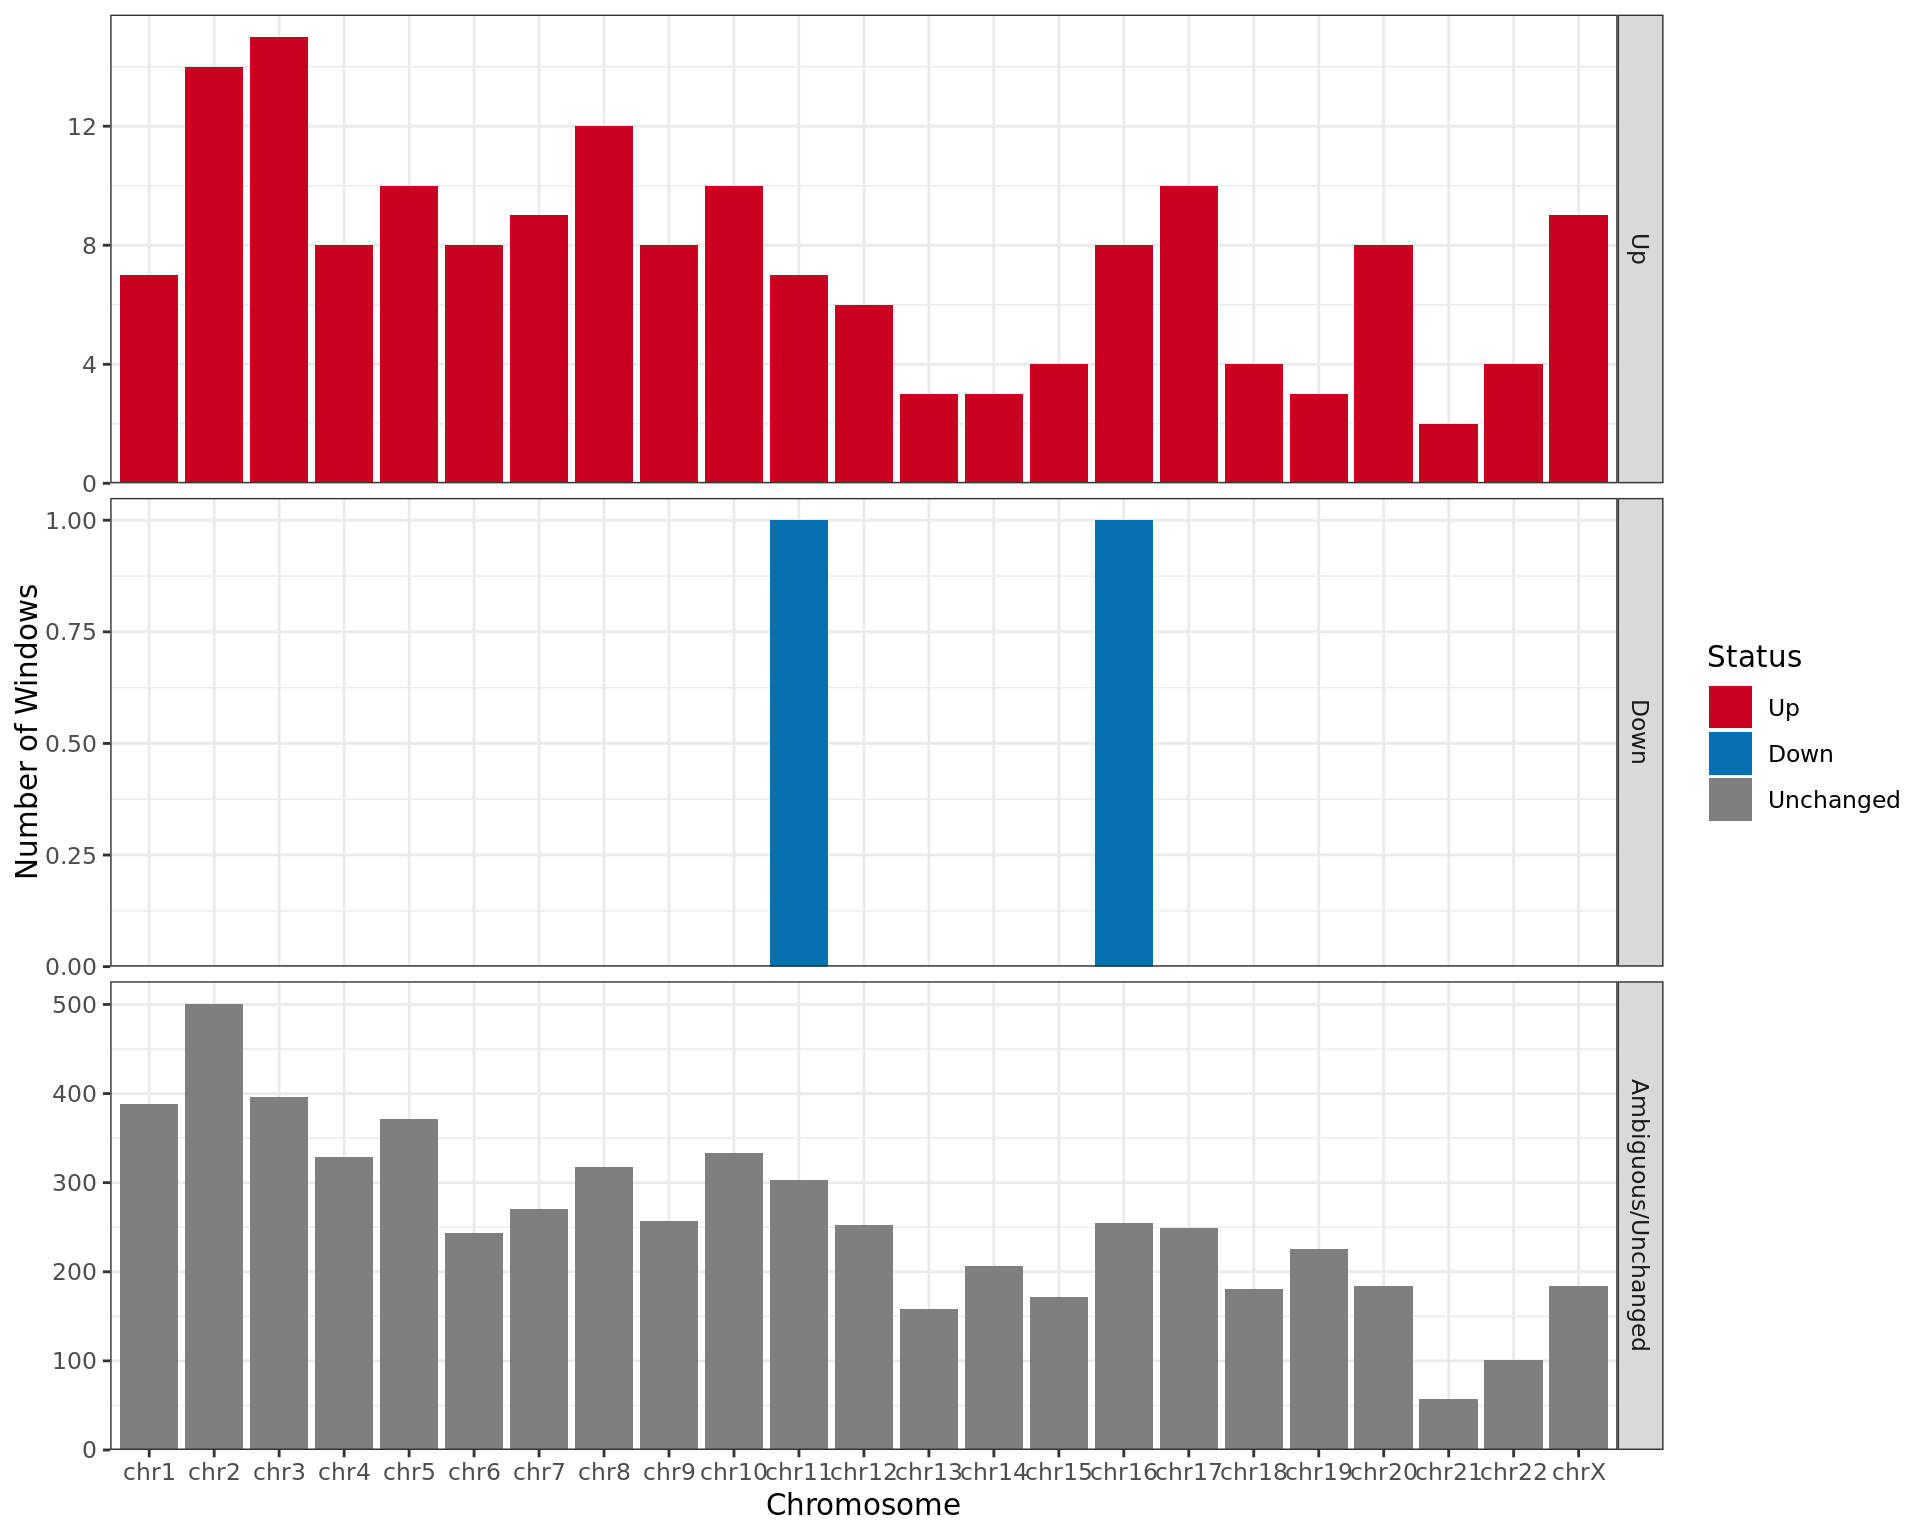 12
8
4
0
Up
1.00
0.75
0.50
0.25
0.00
Down
Number of Windows
500
400
300
200
100
0
Ambiguous/Unchanged
chr1 chr2 chr3 chr4 chr5 chr6 chr7 chr8 chr9 chr10 chr11 chr12 chr13 chr14 chr15 chr16 chr17 chr18 chr19 chr20 chr21 chr22 chrX
Chromosome
Status
Up
Down
Unchanged